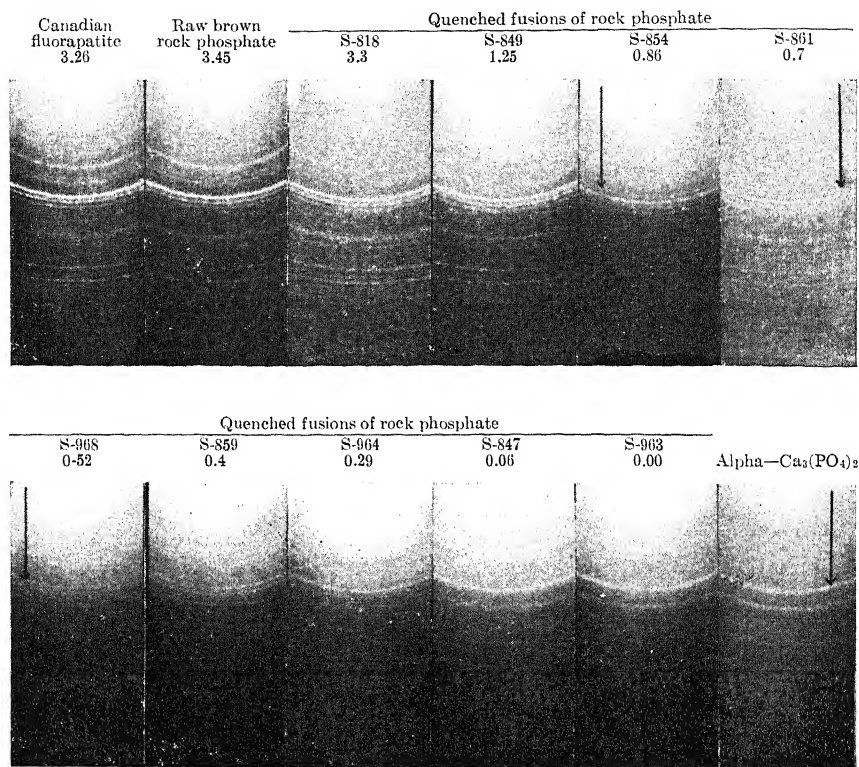 Quenched fusions of rock phosphate
Canadian fluorapatite 3.26
Raw brown rock phosphate 3.45
S-818 3.3
S-849 1.25
S-854 0.86
S-861 0.7
Quenched fusions of rock phosphate
S-968 S-859 S-964 S-847 S-963
0-52 0.4 0.29 0.06 0.00 Alpha—Ca₃(PO₄)₂